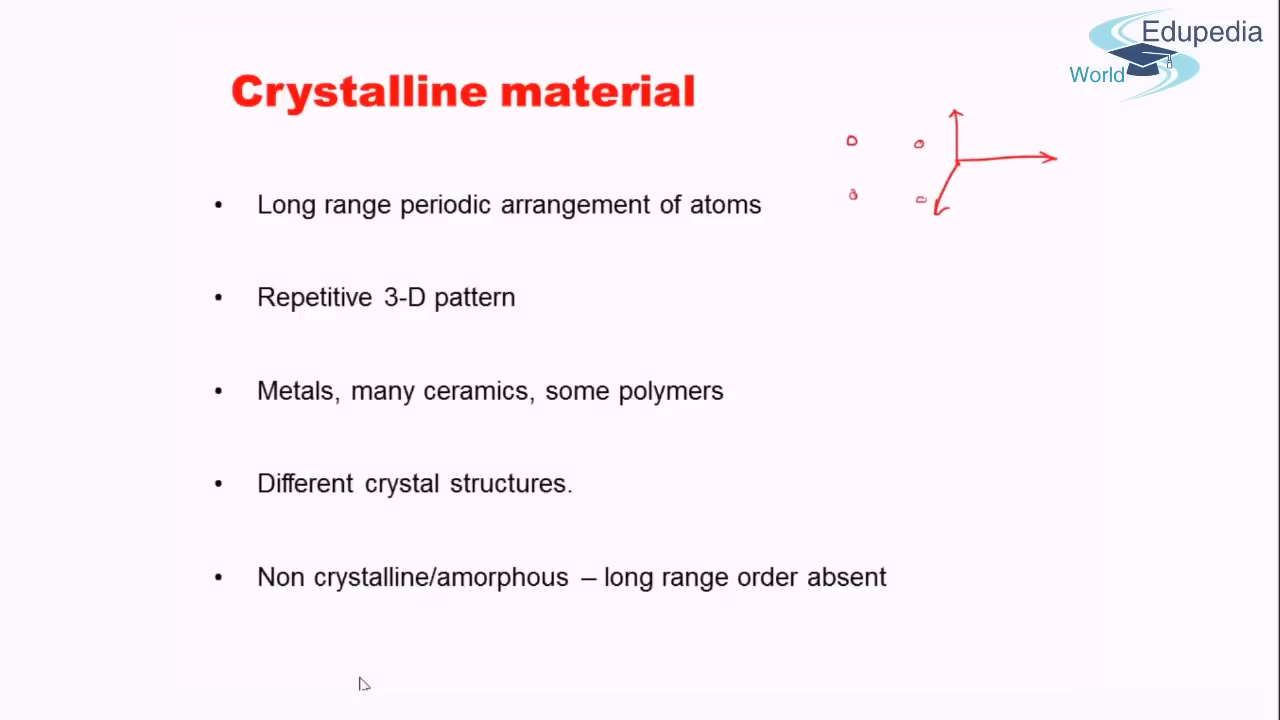 Edupedia
World
Crystalline material
• Long range periodic arrangement of atoms
• Repetitive 3-D pattern
• Metals, many ceramics, some polymers
• Different crystal structures.
• Non crystalline/amorphous – long range order absent